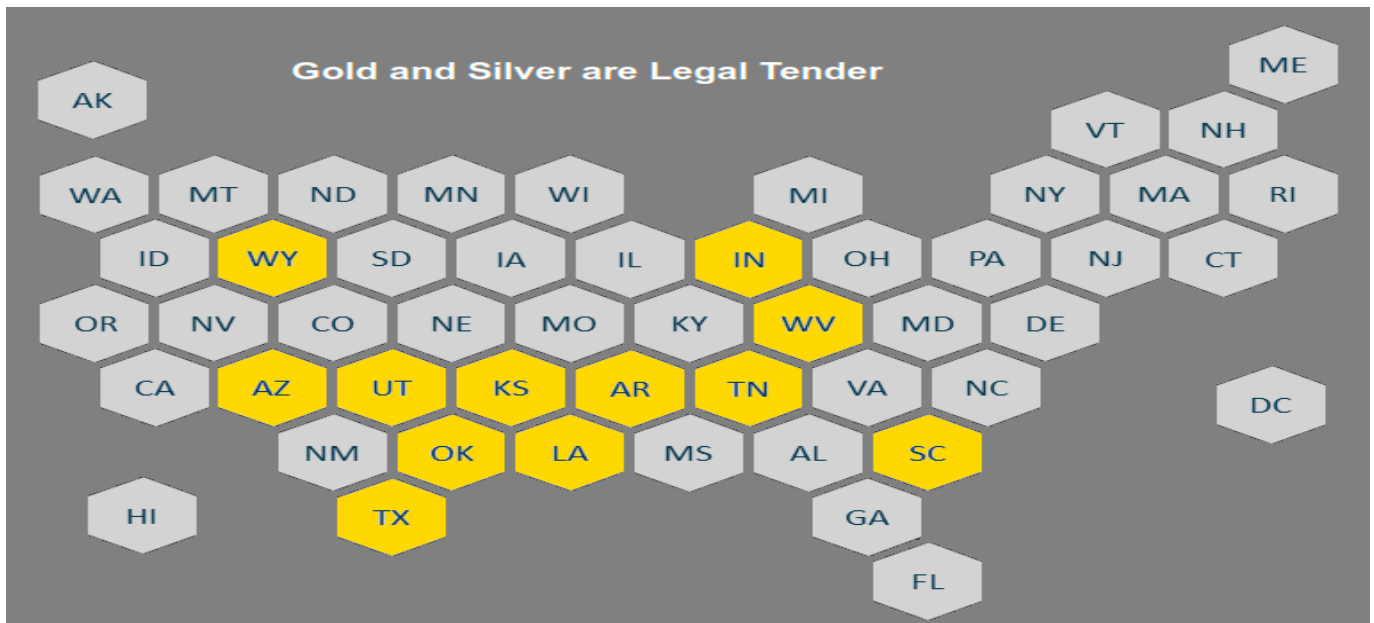 Gold and Silver are Legal Tender
ME
AK
VT NH
WA MT ND MN WI MI NY MA RI
ID WY SD IA IL IN OH PA NJ CT
OR NV CO NE MO KY WV MD DE
CA AZ UT KS AR TN VA NC
DC
NM OK LA MS AL SC
HI TX GA
FL